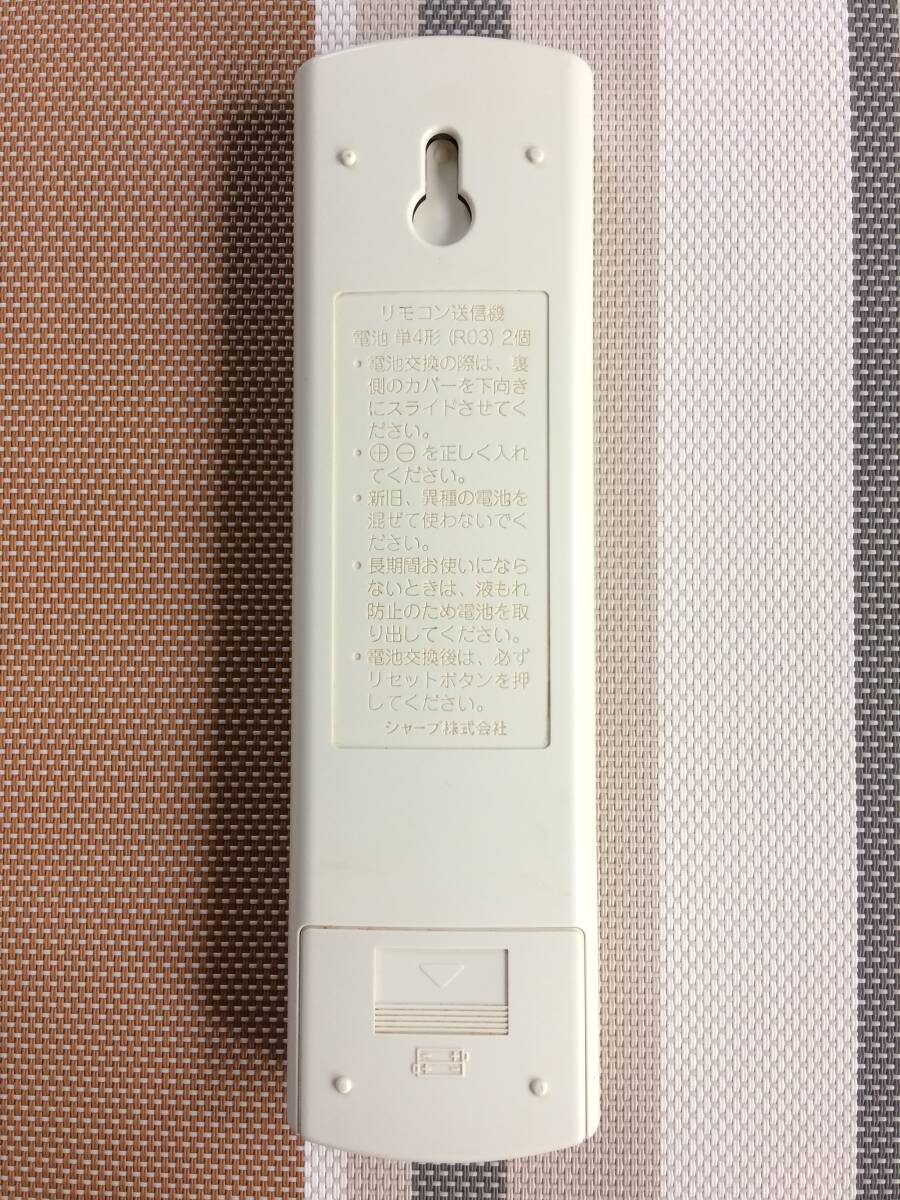 リモコン送信機
電池 単4形 (R03) 2個
• 電池交換の際は、裏
側のカバーを下向き
にスライドさせてく
ださい。
• ⊕ ⊖ を正しく入れ
てください。
• 新旧、異種の電池を
混ぜて使わないでく
ださい。
• 長期間お使いになら
ないときは、液もれ
防止のため電池を取
り出してください。
• 電池交換後は、必ず
リセットボタンを押
してください。
シャープ株式会社